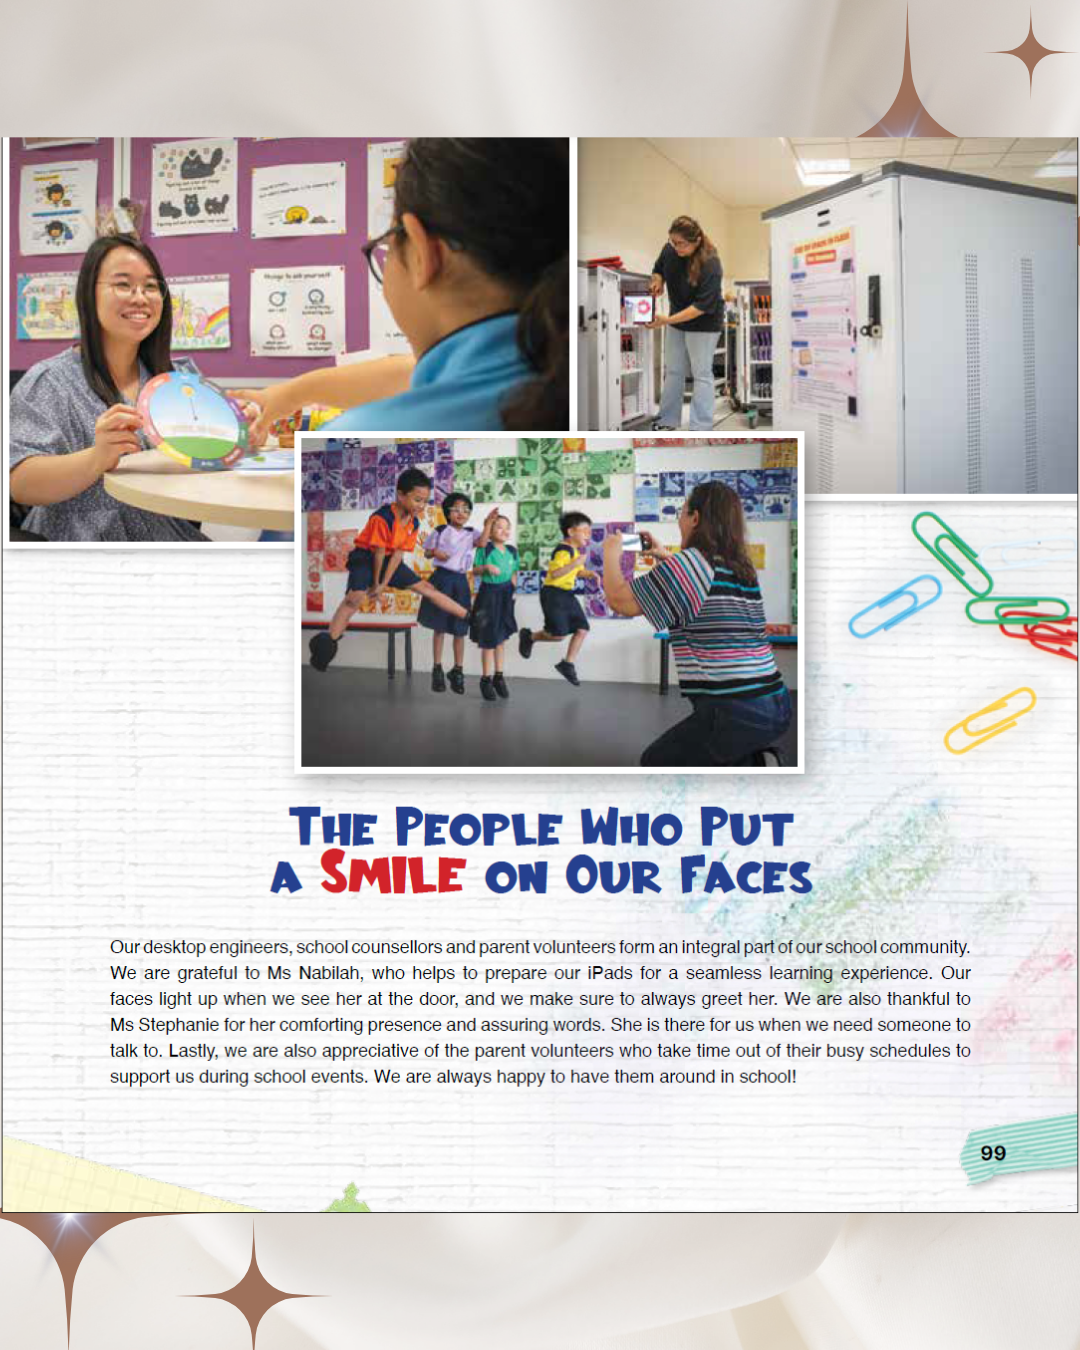 Things to ask yourself
THE PEOPLE WHO PUT
A SMILE ON OUR FACES
Our desktop engineers, school counsellors and parent volunteers form an integral part of our school community.
We are grateful to Ms Nabilah, who helps to prepare our iPads for a seamless learning experience. Our
faces light up when we see her at the door, and we make sure to always greet her. We are also thankful to
Ms Stephanie for her comforting presence and assuring words. She is there for us when we need someone to
talk to. Lastly, we are also appreciative of the parent volunteers who take time out of their busy schedules to
support us during school events. We are always happy to have them around in school!
99